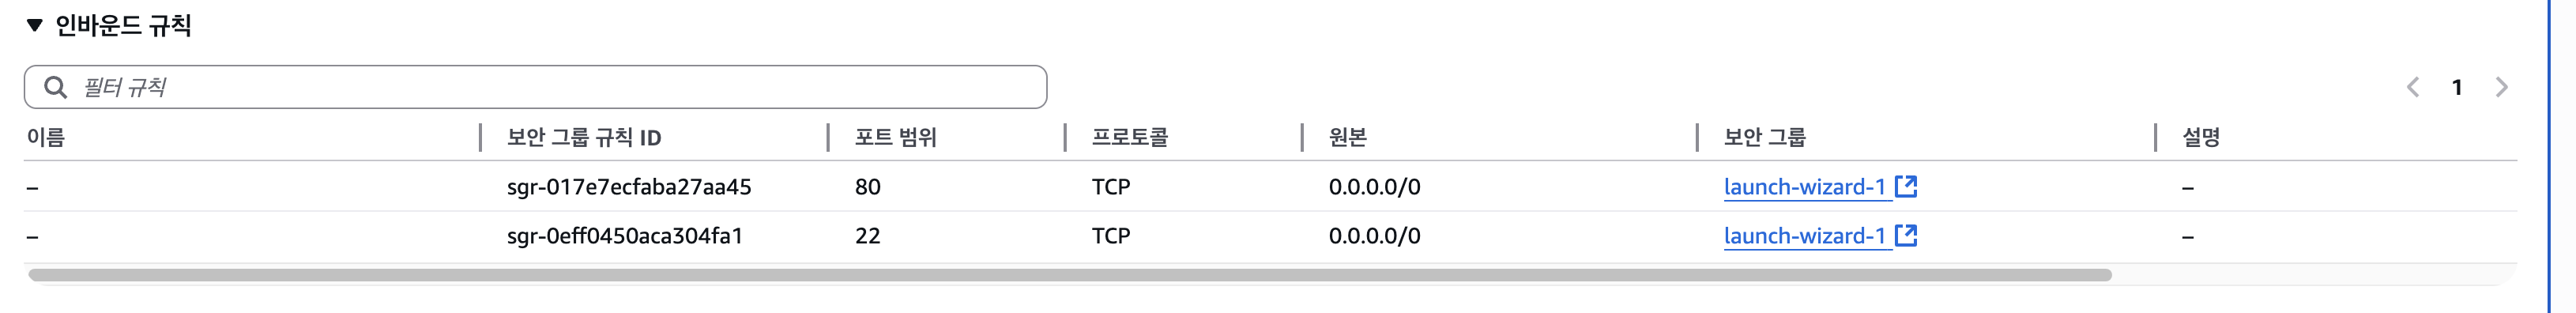 ▼ 인바운드 규칙
필터 규칙
1
이름 보안 그룹 규칙 ID 포트 범위 프로토콜 원본 보안 그룹 설명
– sgr-017e7ecfaba27aa45 80 TCP 0.0.0.0/0 launch-wizard-1 –
– sgr-0eff0450aca304fa1 22 TCP 0.0.0.0/0 launch-wizard-1 –